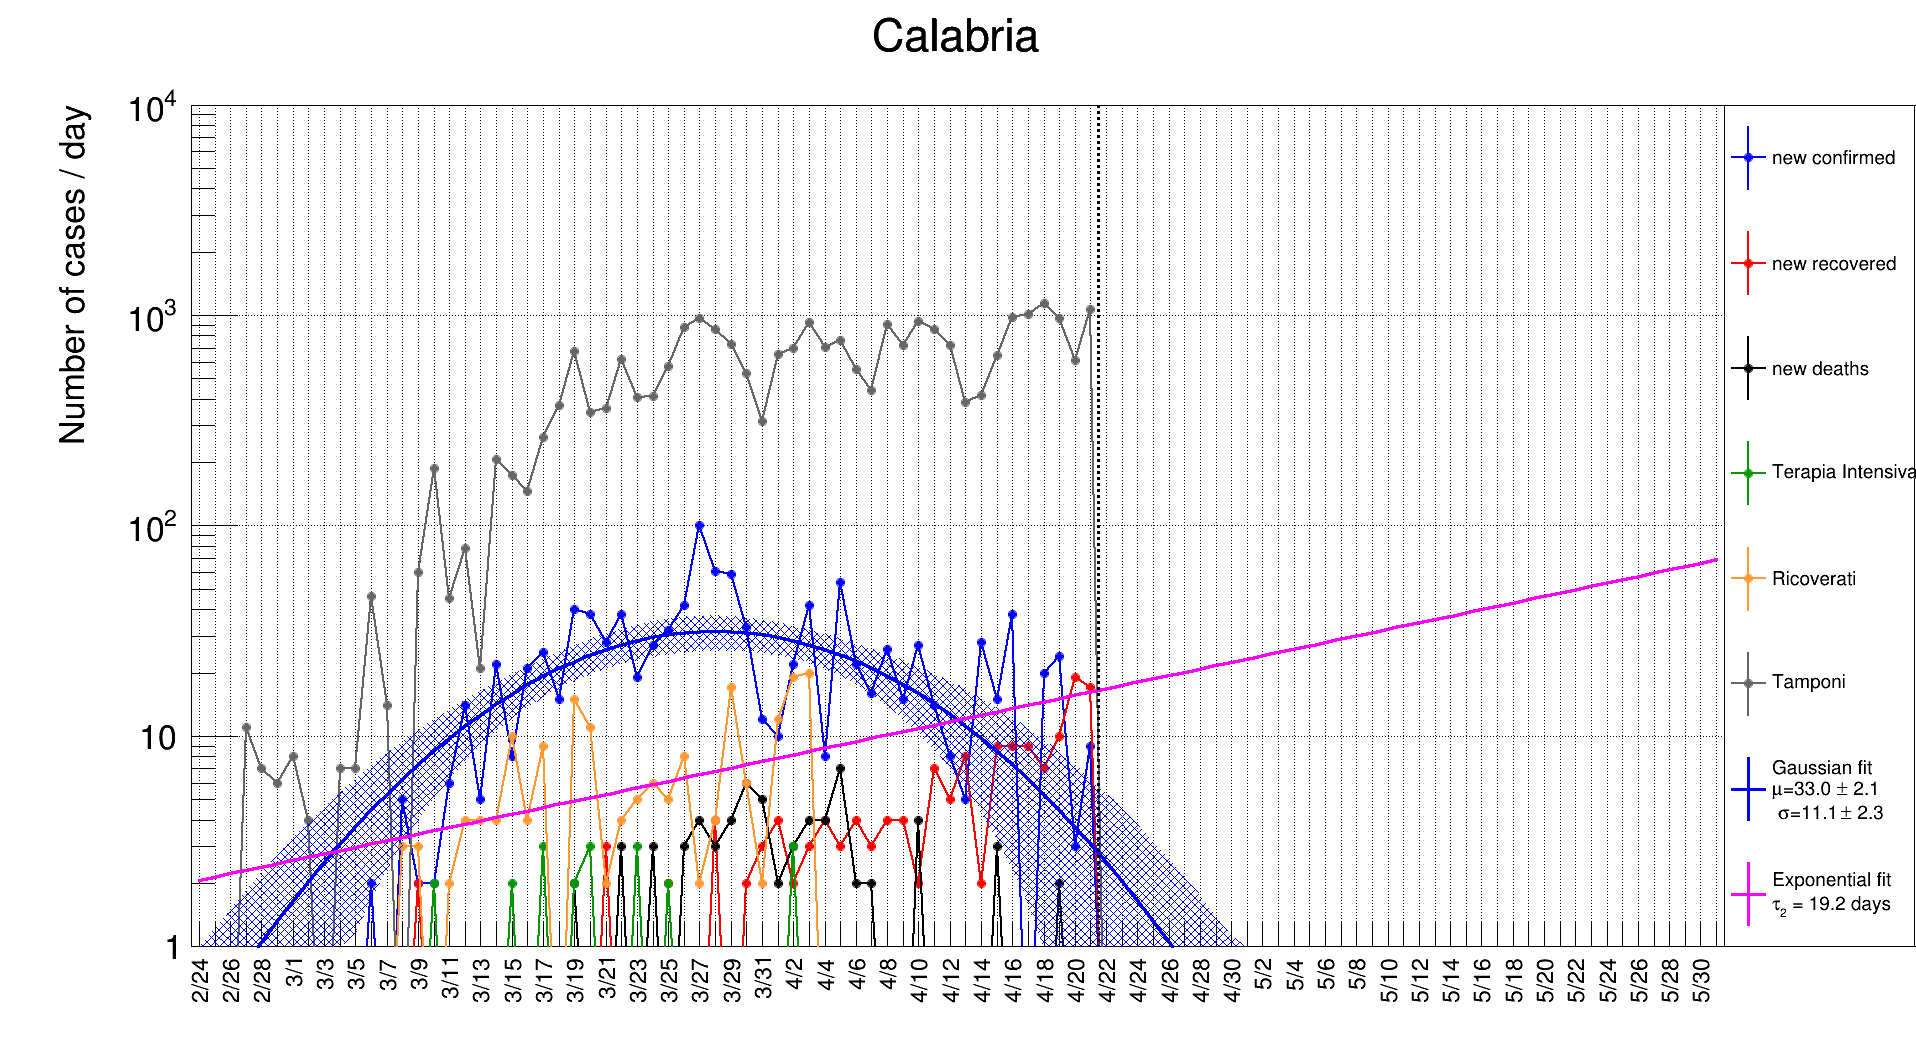 Calabria
Number of cases / day
10⁴
10³
10²
10
1
2/24 2/26 2/28 3/1 3/3 3/5 3/7 3/9 3/11 3/13 3/15 3/17 3/19 3/21 3/23 3/25 3/27 3/29 3/31 4/2 4/4 4/6 4/8 4/10 4/12 4/14 4/16 4/18 4/20 4/22 4/24 4/26 4/28 4/30 5/2 5/4 5/6 5/8 5/10 5/12 5/14 5/16 5/18 5/20 5/22 5/24 5/26 5/28 5/30
new confirmed
new recovered
new deaths
Terapia Intensiva
Ricoverati
Tamponi
Gaussian fit
μ=33.0 ± 2.1
σ=11.1 ± 2.3
Exponential fit
τ₂ = 19.2 days